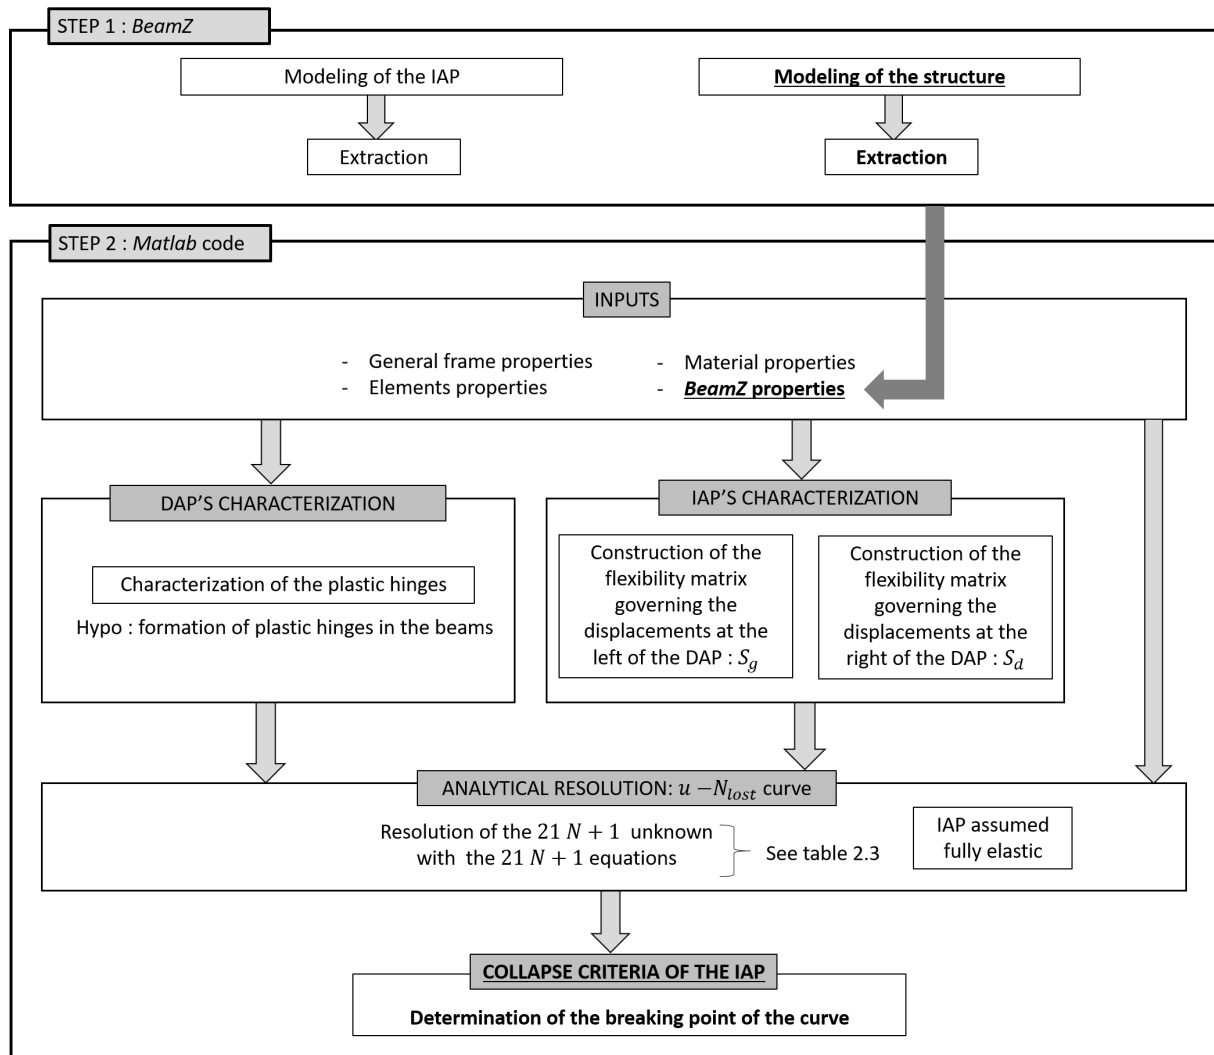 STEP 1 : BeamZ
Modeling of the IAP
Modeling of the structure
Extraction
Extraction
STEP 2 : Matlab code
INPUTS
- General frame properties
- Material properties
- Elements properties
- BeamZ properties
DAP'S CHARACTERIZATION
Characterization of the plastic hinges
Hypo : formation of plastic hinges in the beams
IAP'S CHARACTERIZATION
Construction of the
flexibility matrix
governing the
displacements at the
left of the DAP : S_g
Construction of the
flexibility matrix
governing the
displacements at the
right of the DAP : S_d
ANALYTICAL RESOLUTION: u −N_lost curve
Resolution of the 21 N + 1 unknown
with the 21 N + 1 equations
See table 2.3
IAP assumed
fully elastic
COLLAPSE CRITERIA OF THE IAP
Determination of the breaking point of the curve